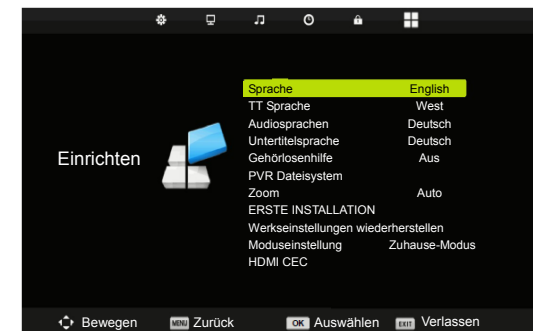 Sprache English
TT Sprache West
Audiosprachen Deutsch
Untertitelsprache Deutsch
Einrichten
Gehörlosenhilfe Aus
PVR Dateisystem
Zoom Auto
ERSTE INSTALLATION
Werkseinstellungen wiederherstellen
Moduseinstellung Zuhause-Modus
HDMI CEC
Bewegen MENU Zurück OK Auswählen EXIT Verlassen